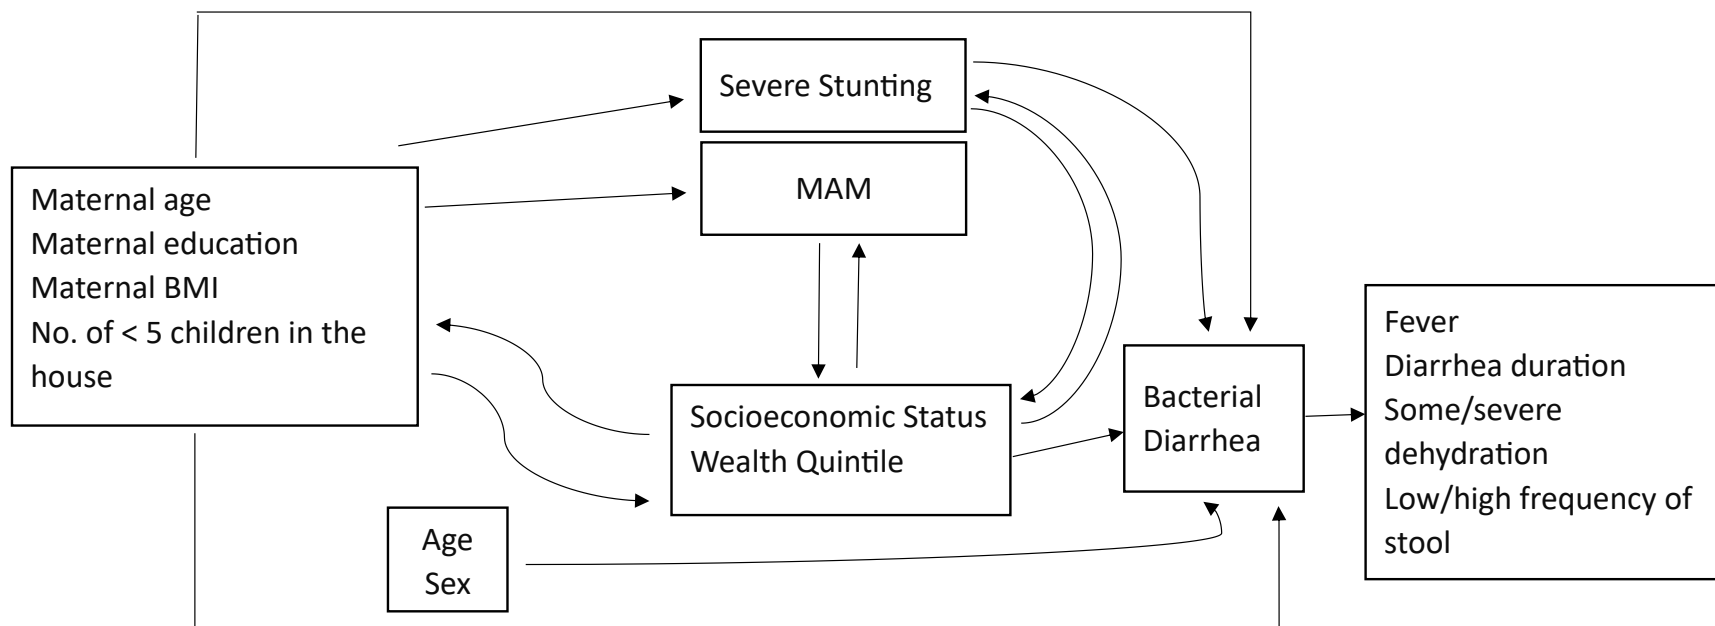 Severe Stunting
MAM
Maternal age
Maternal education
Maternal BMI
No. of < 5 children in the
house
Socioeconomic Status
Wealth Quintile
Age
Sex
Bacterial
Diarrhea
Fever
Diarrhea duration
Some/severe
dehydration
Low/high frequency of
stool